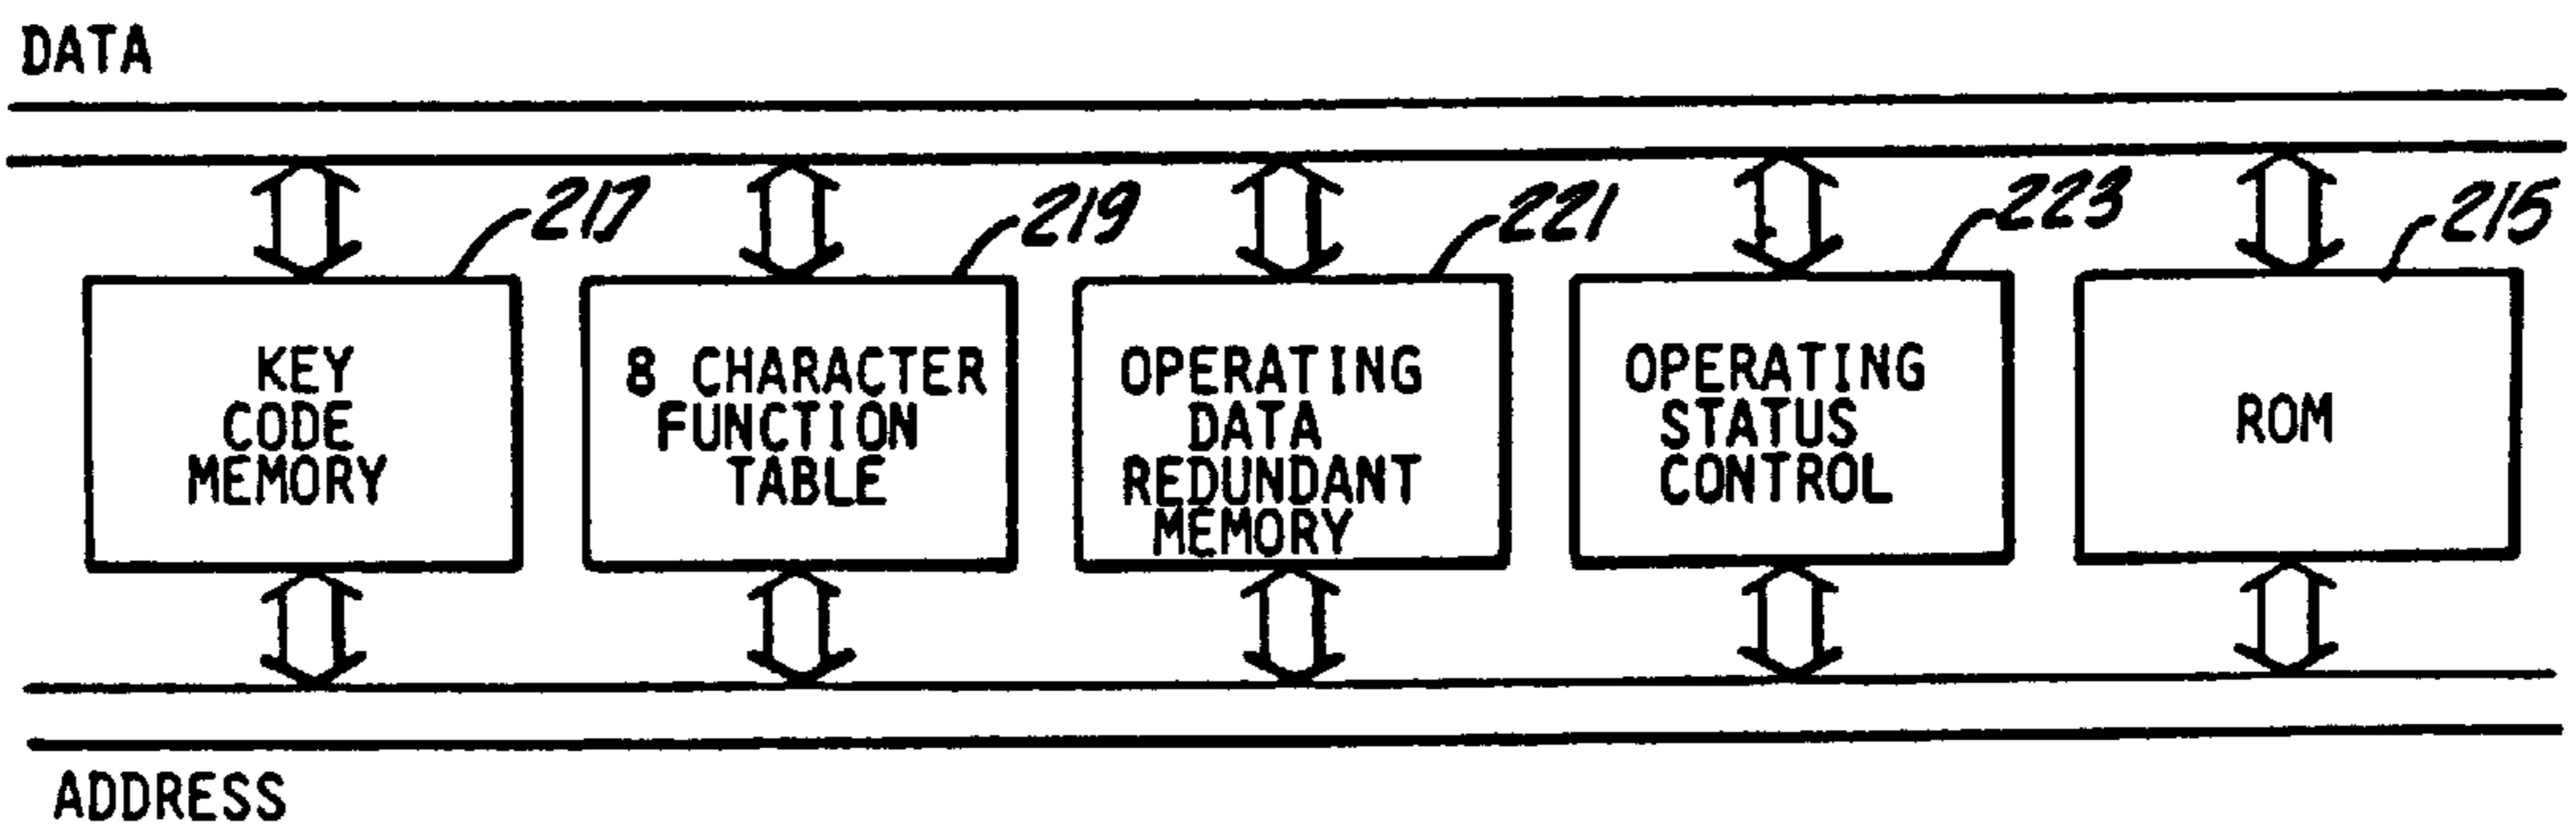 DATA
217
219
221
223
215
KEY
CODE
MEMORY
8 CHARACTER
FUNCTION
TABLE
OPERATING
DATA
REDUNDANT
MEMORY
OPERATING
STATUS
CONTROL
ROM
ADDRESS